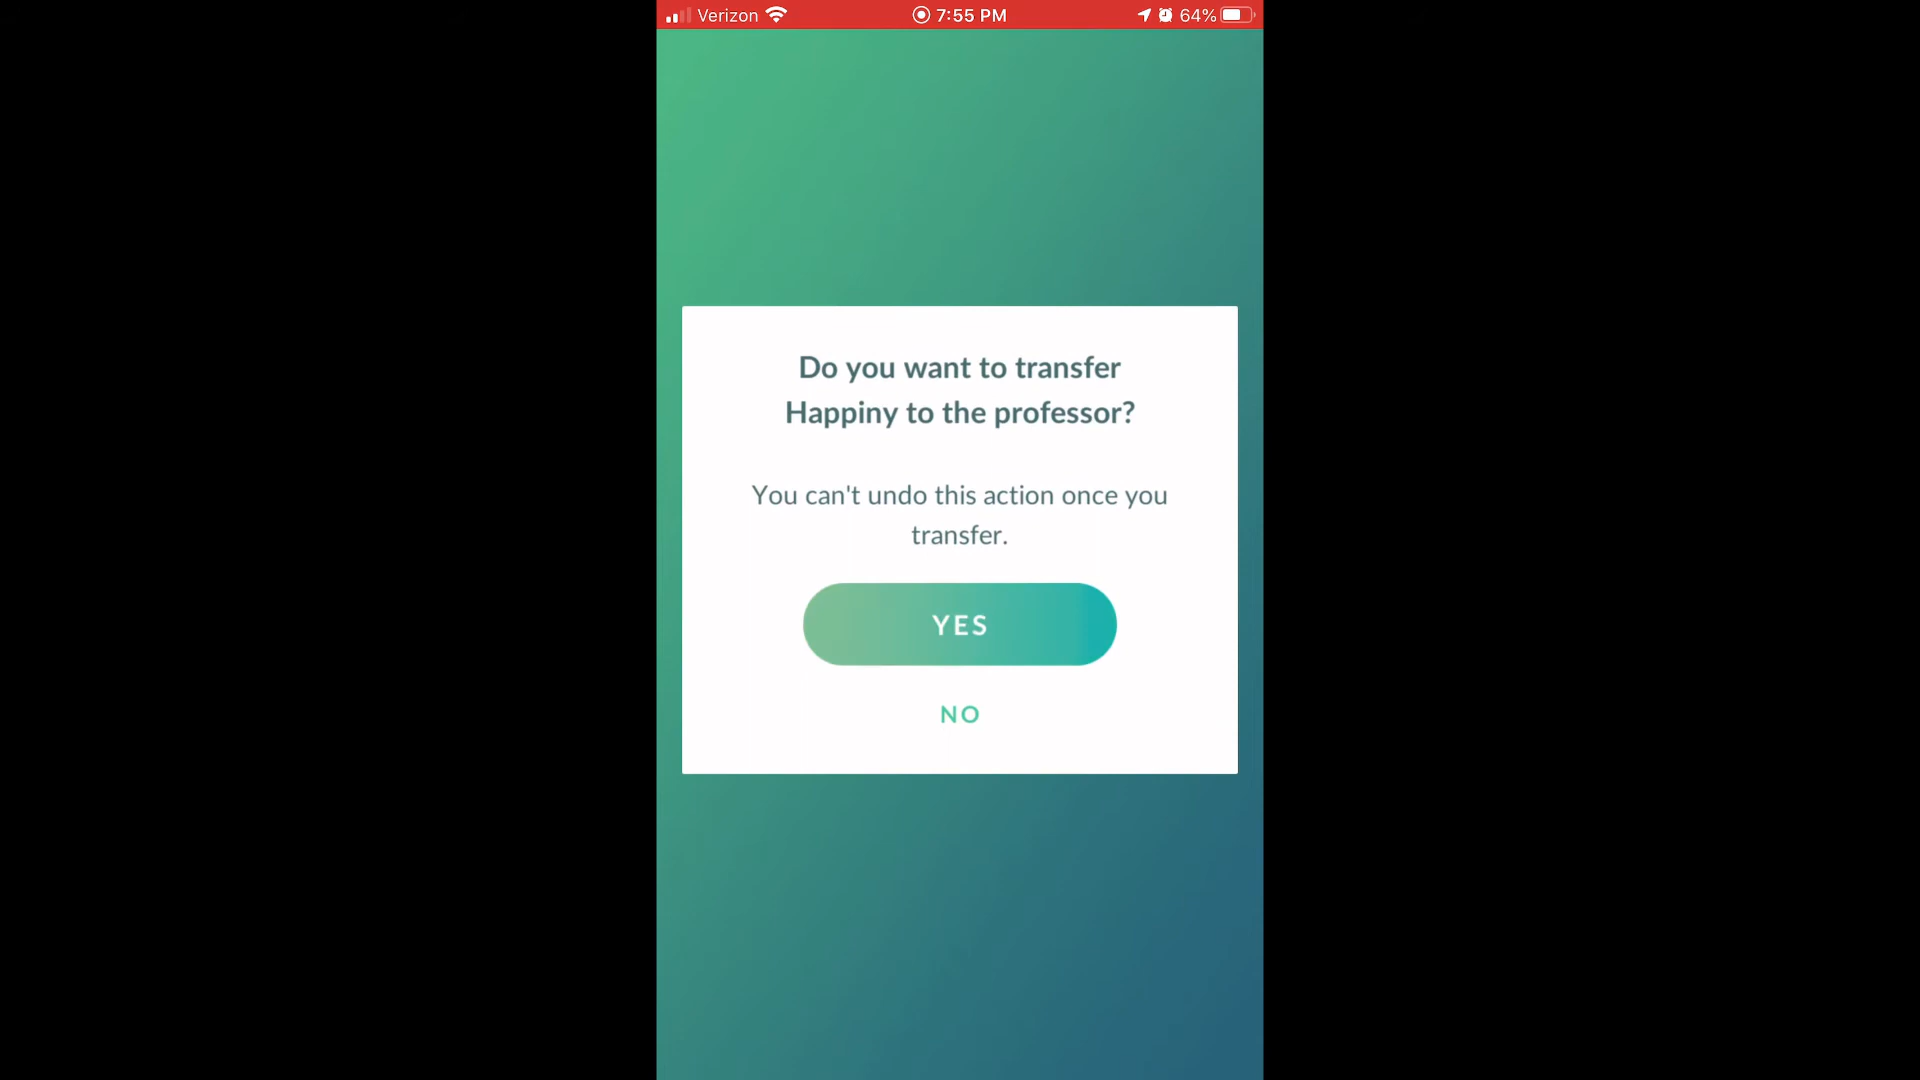 Verizon 7:55 PM 64%
Do you want to transfer
Happiny to the professor?
You can't undo this action once you
transfer.
YES
NO